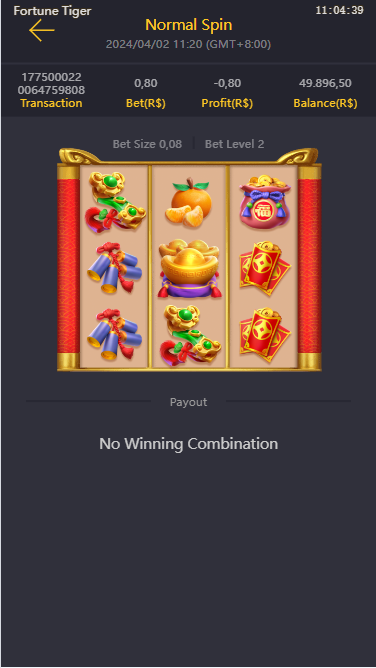 Fortune Tiger
11:04:39
Normal Spin
2024/04/02 11:20 (GMT+8:00)
177500022
0064759808
Transaction
0,80
Bet(R$)
-0,80
Profit(R$)
49.896,50
Balance(R$)
Bet Size 0,08
Bet Level 2
福
Payout
No Winning Combination